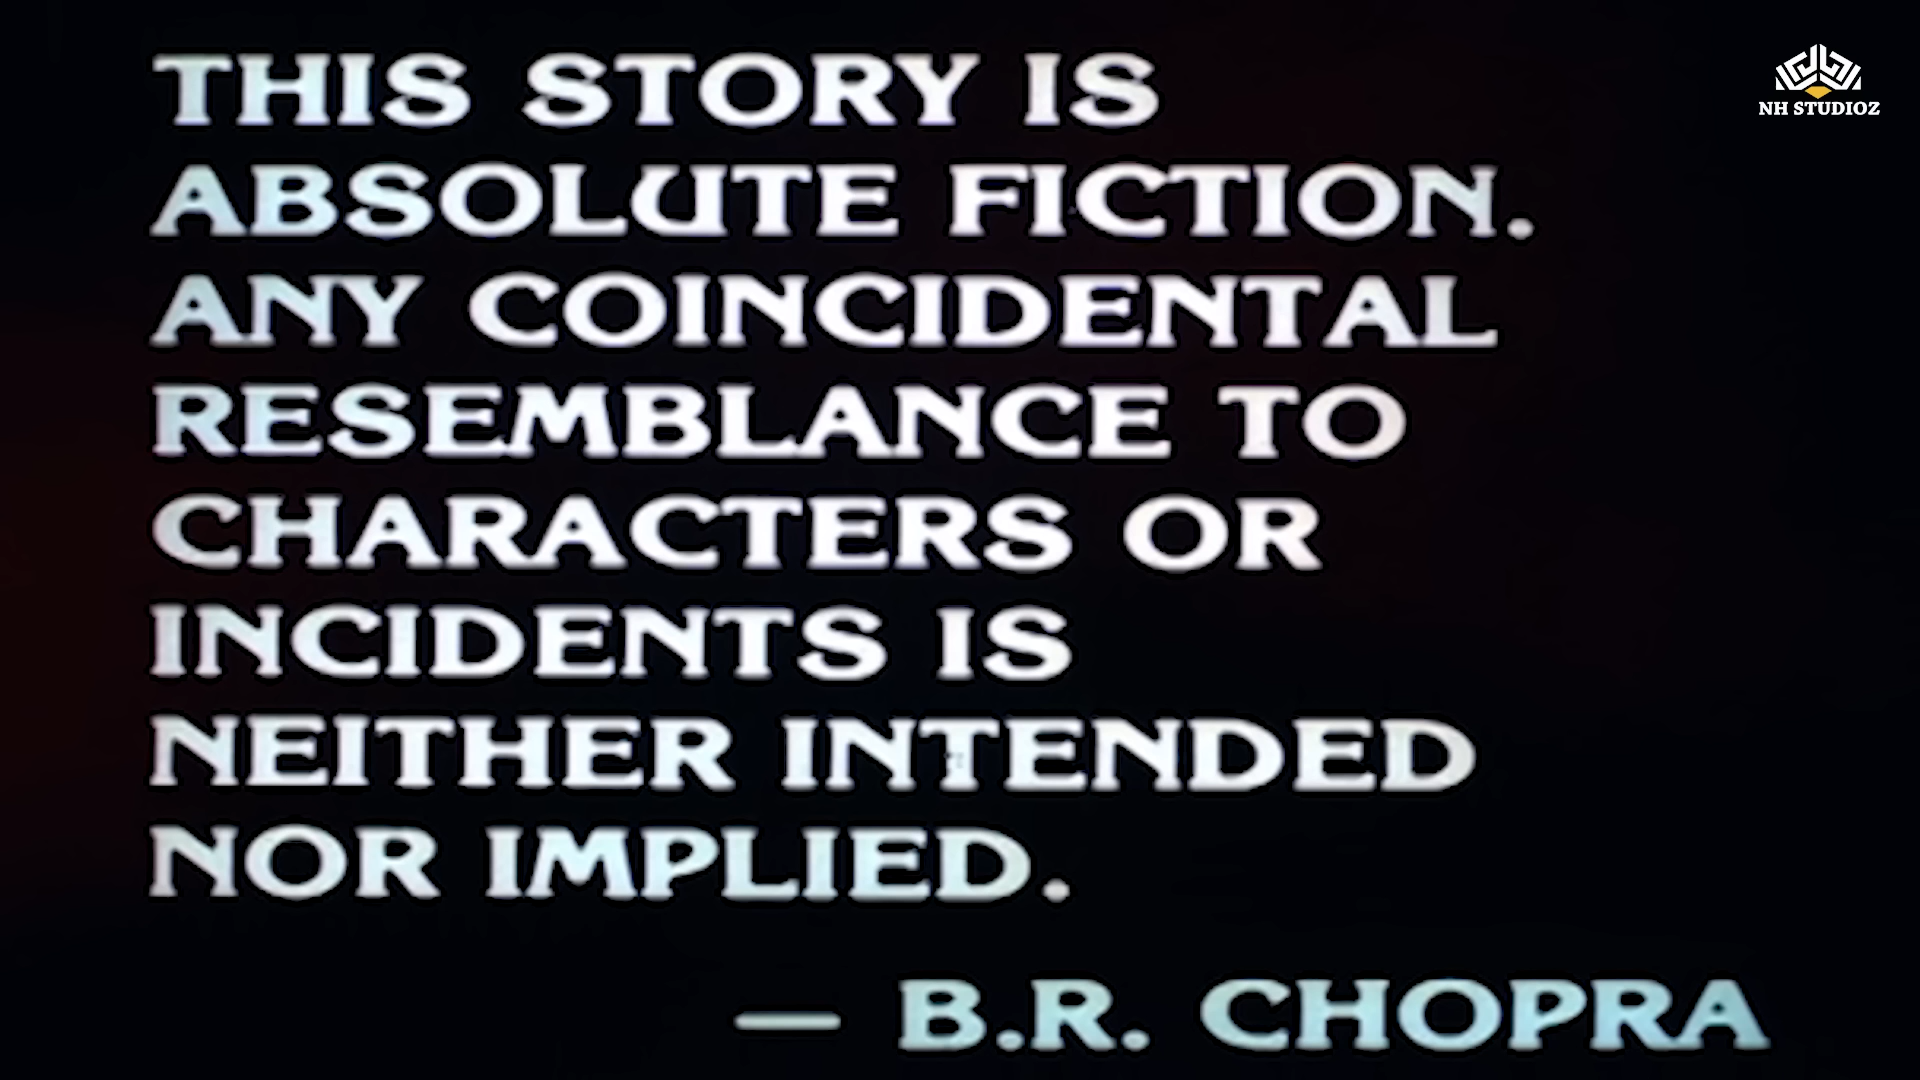 THIS STORY IS
ABSOLUTE FICTION.
ANY COINCIDENTAL
RESEMBLANCE TO
CHARACTERS OR
INCIDENTS IS
NEITHER INTENDED
NOR IMPLIED.
— B.R. CHOPRA
NH STUDIOZ